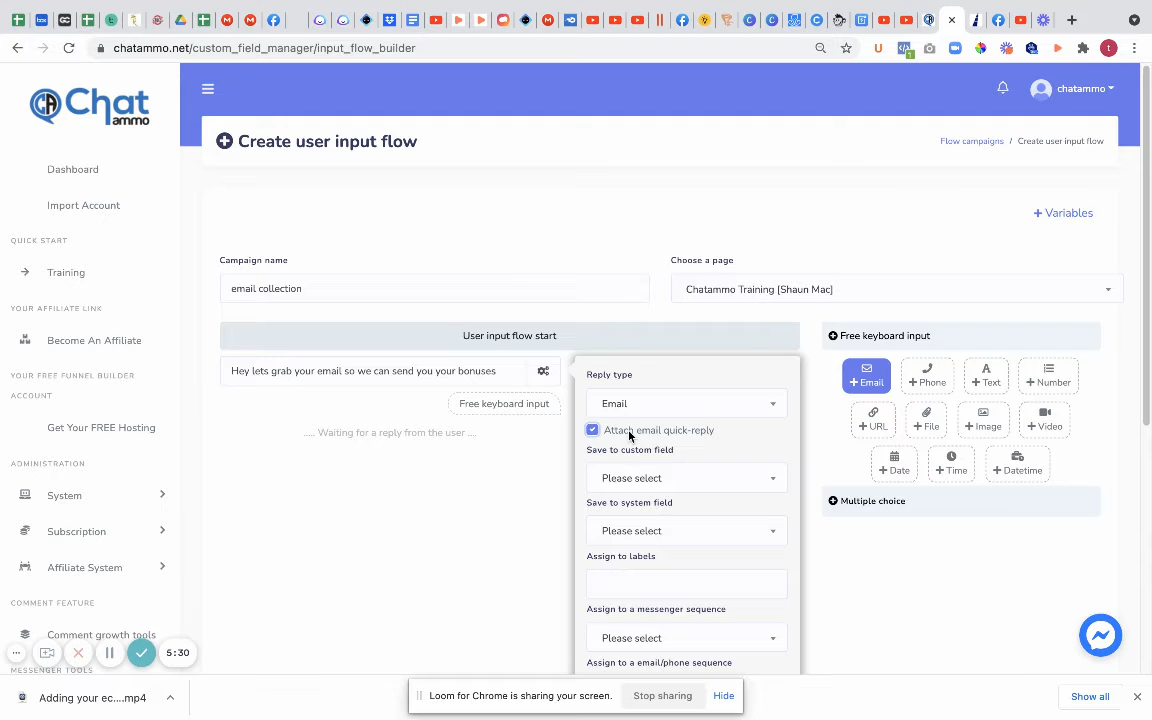 chatammo.net/custom_field_manager/input_flow_builder
Chat
ammo
chatammo
Create user input flow
Flow campaigns / Create user input flow
Dashboard
Import Account
+ Variables
QUICK START
Training
Campaign name
Choose a page
email collection
Chatammo Training [Shaun Mac]
YOUR AFFILIATE LINK
Become An Affiliate
User input flow start
Free keyboard input
Hey lets grab your email so we can send you your bonuses
Free keyboard input
..... Waiting for a reply from the user .....
Reply type
Email
Attach email quick-reply
Save to custom field
Please select
Save to system field
Please select
Assign to labels
Assign to a messenger sequence
Please select
Assign to a email/phone sequence
+ Email
+ Phone
+ Text
+ Number
+ URL
+ File
+ Image
+ Video
+ Date
+ Time
+ Datetime
Multiple choice
YOUR FREE FUNNEL BUILDER
ACCOUNT
Get Your FREE Hosting
ADMINISTRATION
System
Subscription
Affiliate System
COMMENT FEATURE
Comment growth tools
5:30
MESSENGER TOOLS
Adding your ec....mp4
Loom for Chrome is sharing your screen.
Stop sharing
Hide
Show all